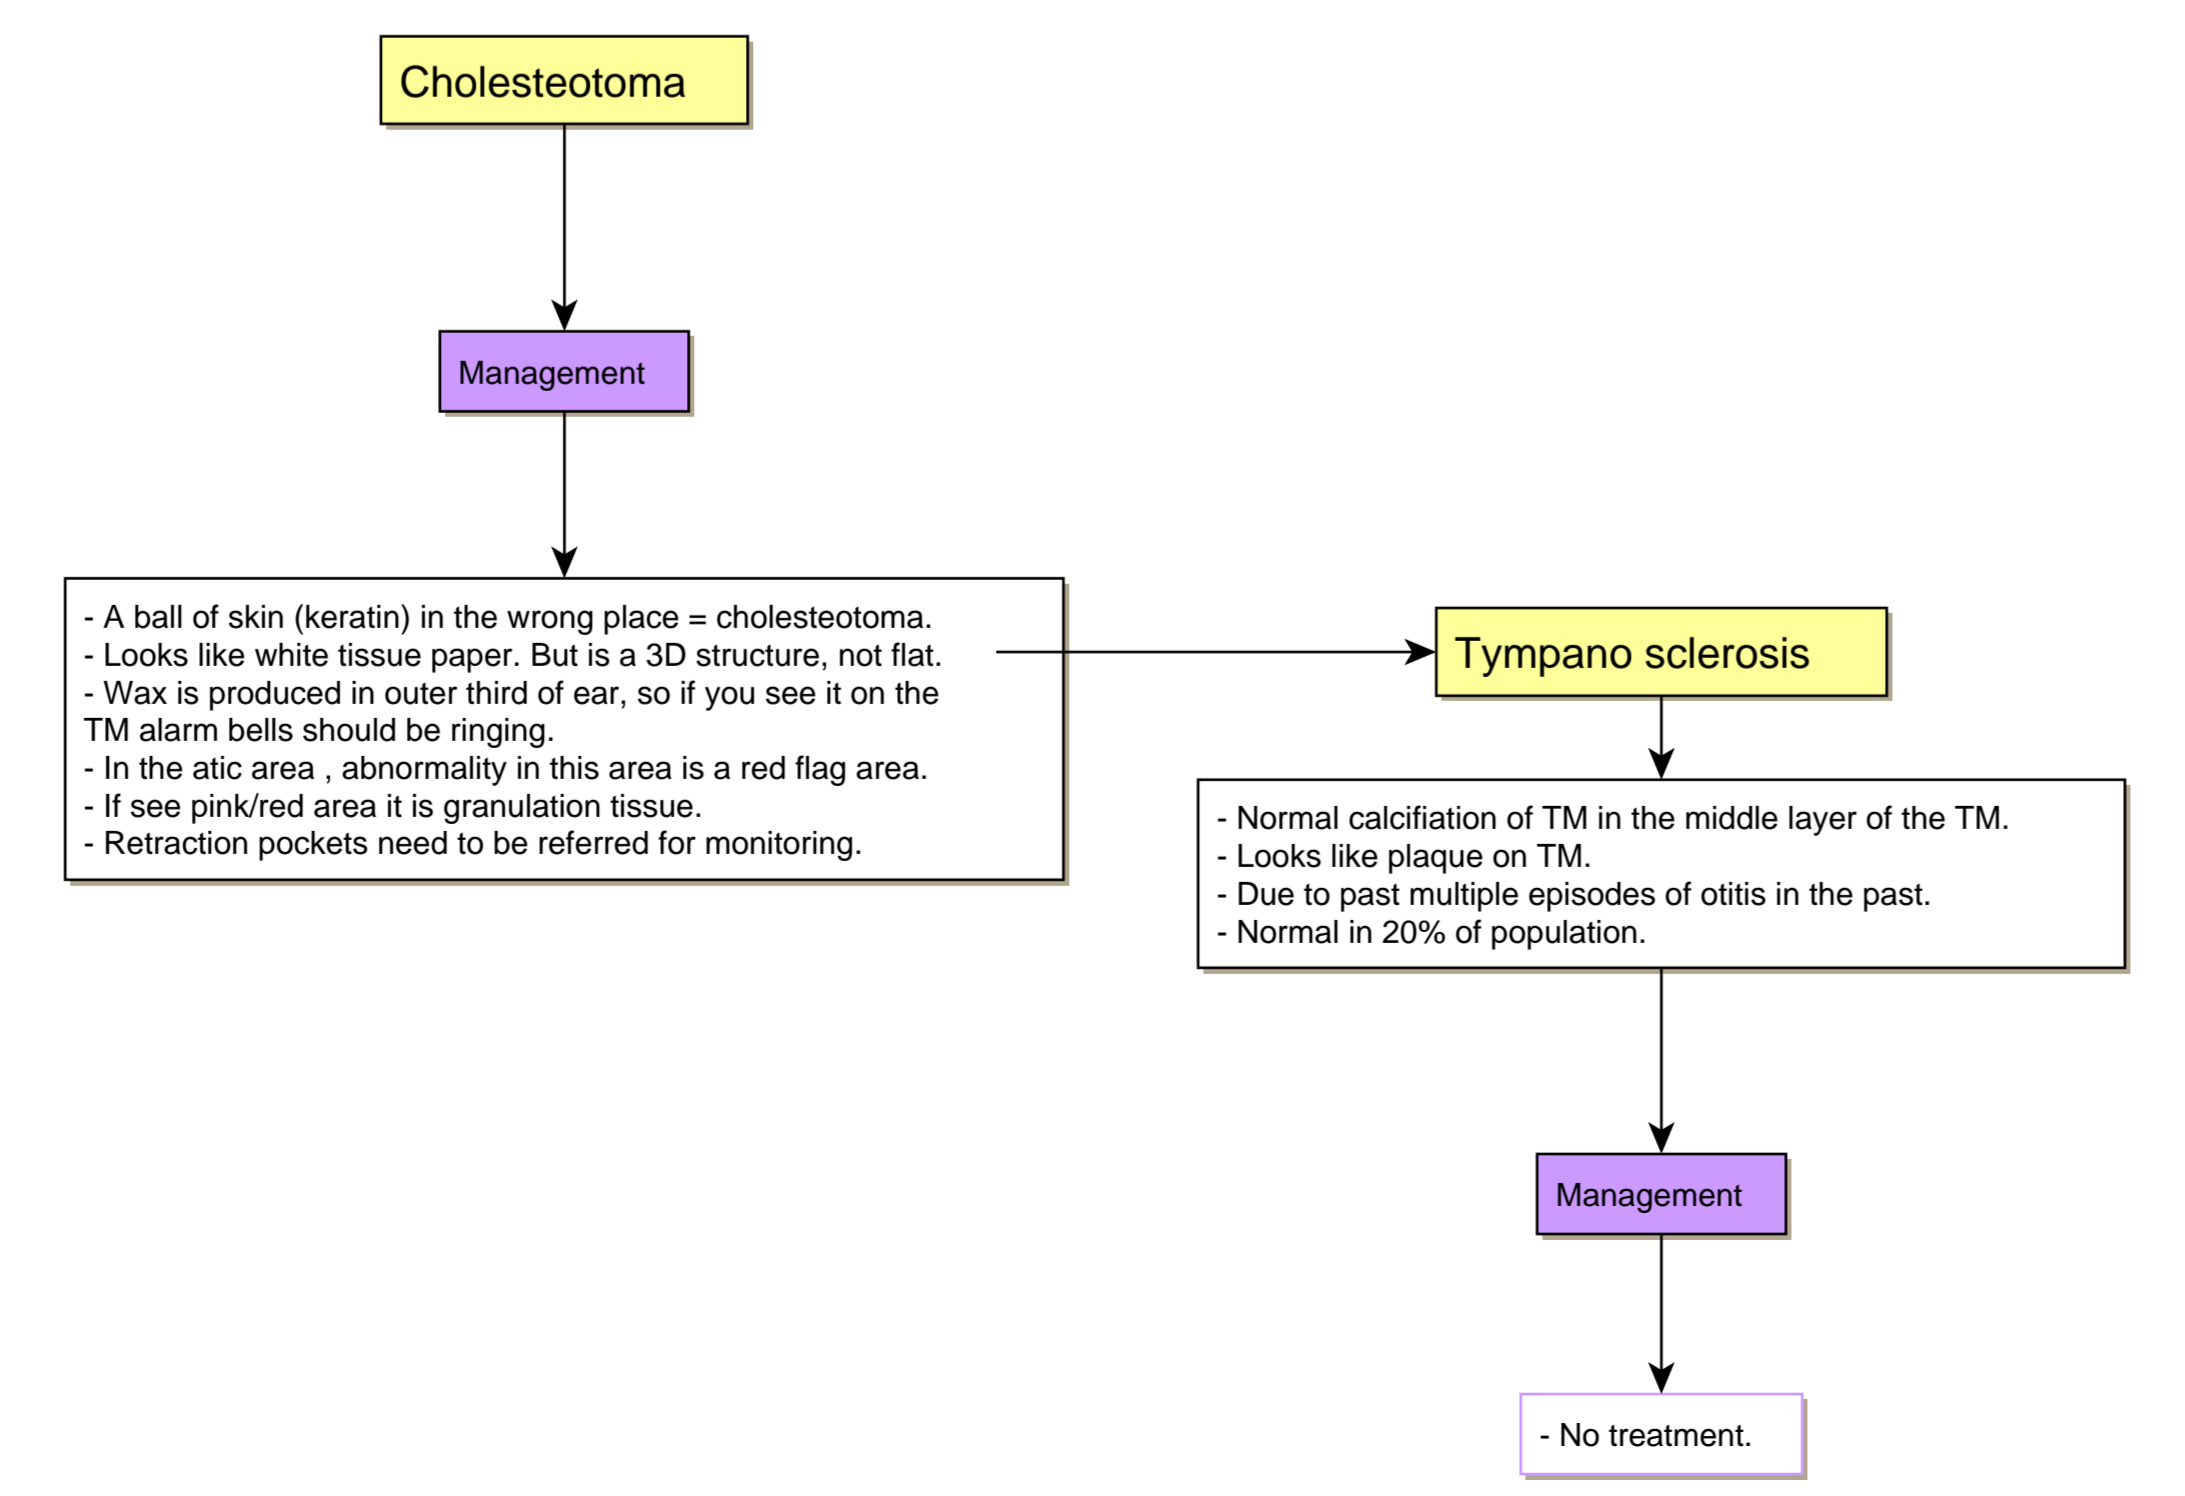 Cholesteotoma
Management
- A ball of skin (keratin) in the wrong place = cholesteotoma.
- Looks like white tissue paper. But is a 3D structure, not flat.
- Wax is produced in outer third of ear, so if you see it on the
TM alarm bells should be ringing.
- In the atic area , abnormality in this area is a red flag area.
- If see pink/red area it is granulation tissue.
- Retraction pockets need to be referred for monitoring.
Tympano sclerosis
- Normal calcifiation of TM in the middle layer of the TM.
- Looks like plaque on TM.
- Due to past multiple episodes of otitis in the past.
- Normal in 20% of population.
Management
- No treatment.